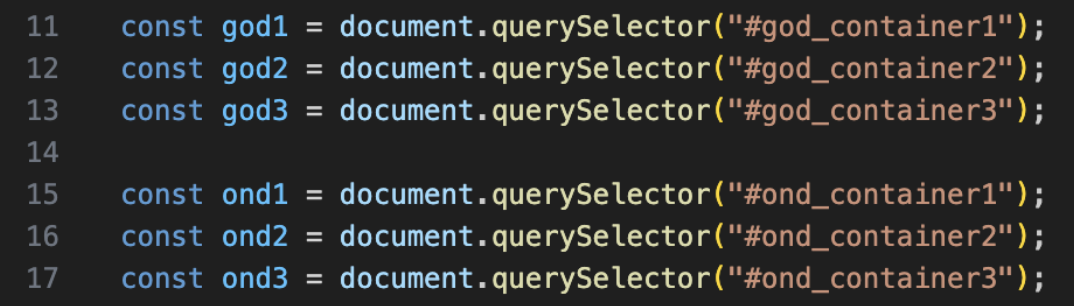 11 const god1 = document.querySelector("#god_container1");
12 const god2 = document.querySelector("#god_container2");
13 const god3 = document.querySelector("#god_container3");
14
15 const ond1 = document.querySelector("#ond_container1");
16 const ond2 = document.querySelector("#ond_container2");
17 const ond3 = document.querySelector("#ond_container3");